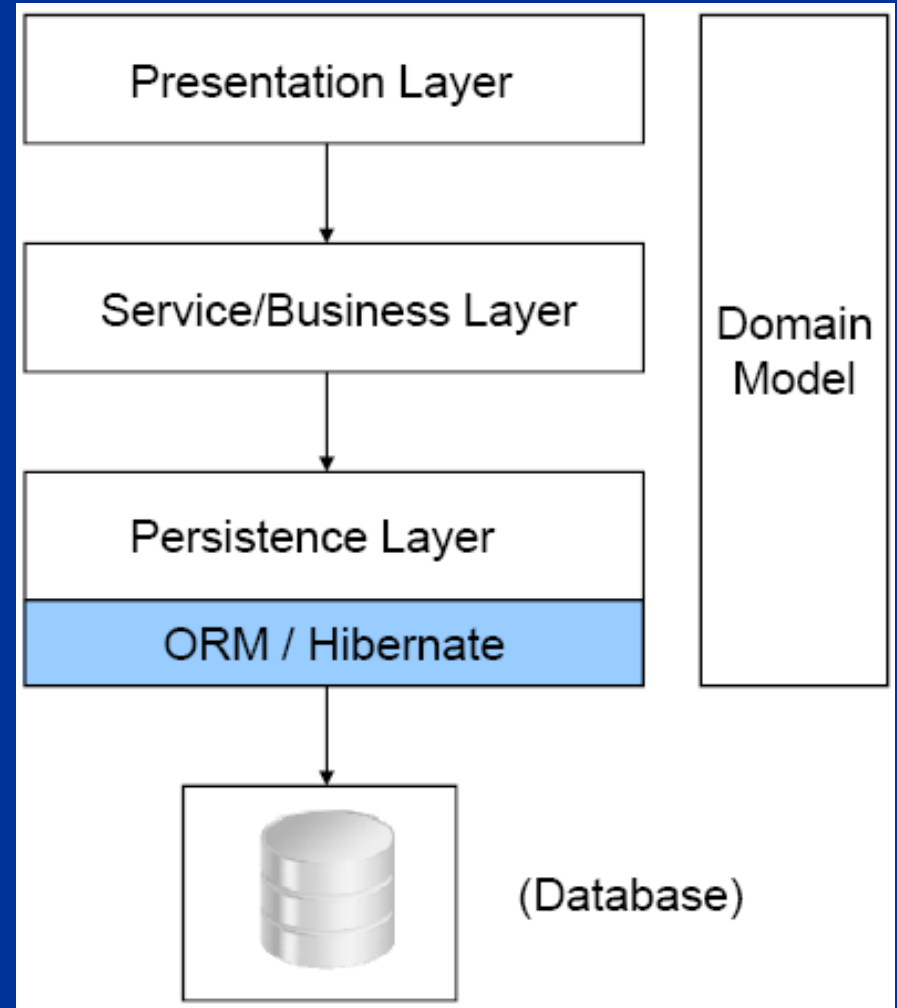 Presentation Layer
Service/Business Layer
Domain
Model
Persistence Layer
ORM / Hibernate
(Database)